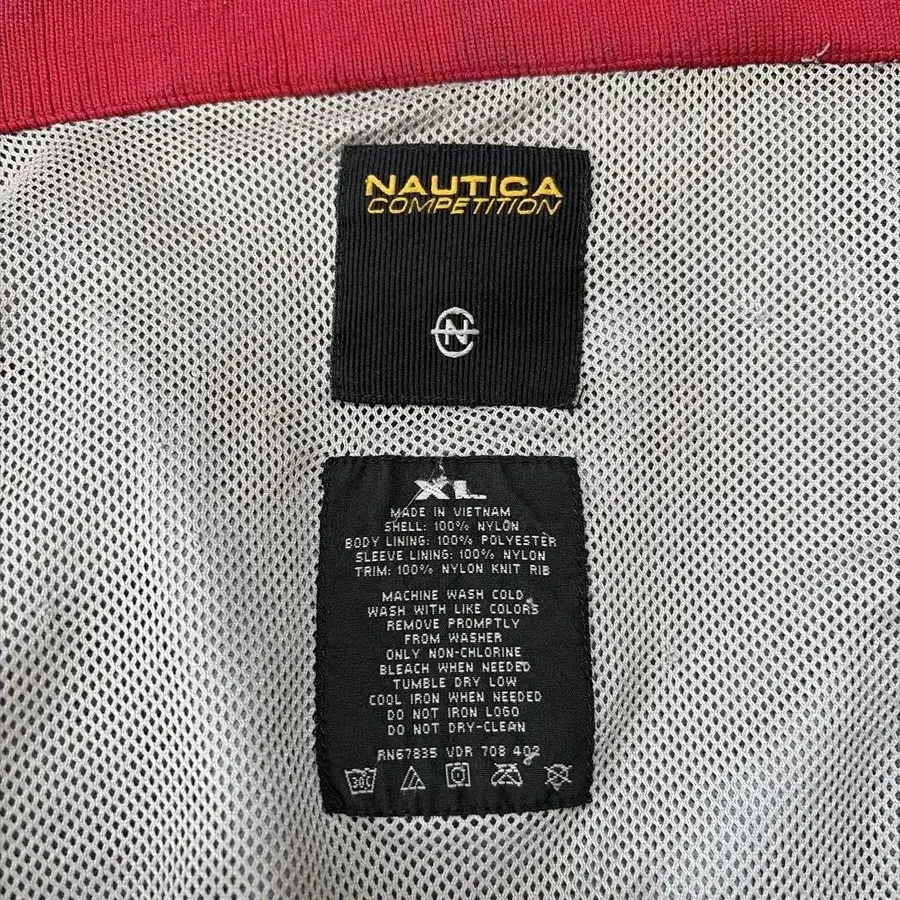 NAUTICA
COMPETITION
N
XL
MADE IN VIETNAM
SHELL: 100% NYLON
BODY LINING: 100% POLYESTER
SLEEVE LINING: 100% NYLON
TRIM: 100% NYLON KNIT RIB
MACHINE WASH COLD
WASH WITH LIKE COLORS
REMOVE PROMPTLY
FROM WASHER
ONLY NON-CHLORINE
BLEACH WHEN NEEDED
TUMBLE DRY LOW
COOL IRON WHEN NEEDED
DO NOT IRON LOGO
DO NOT DRY-CLEAN
RN67835 VDR 708 402
30C